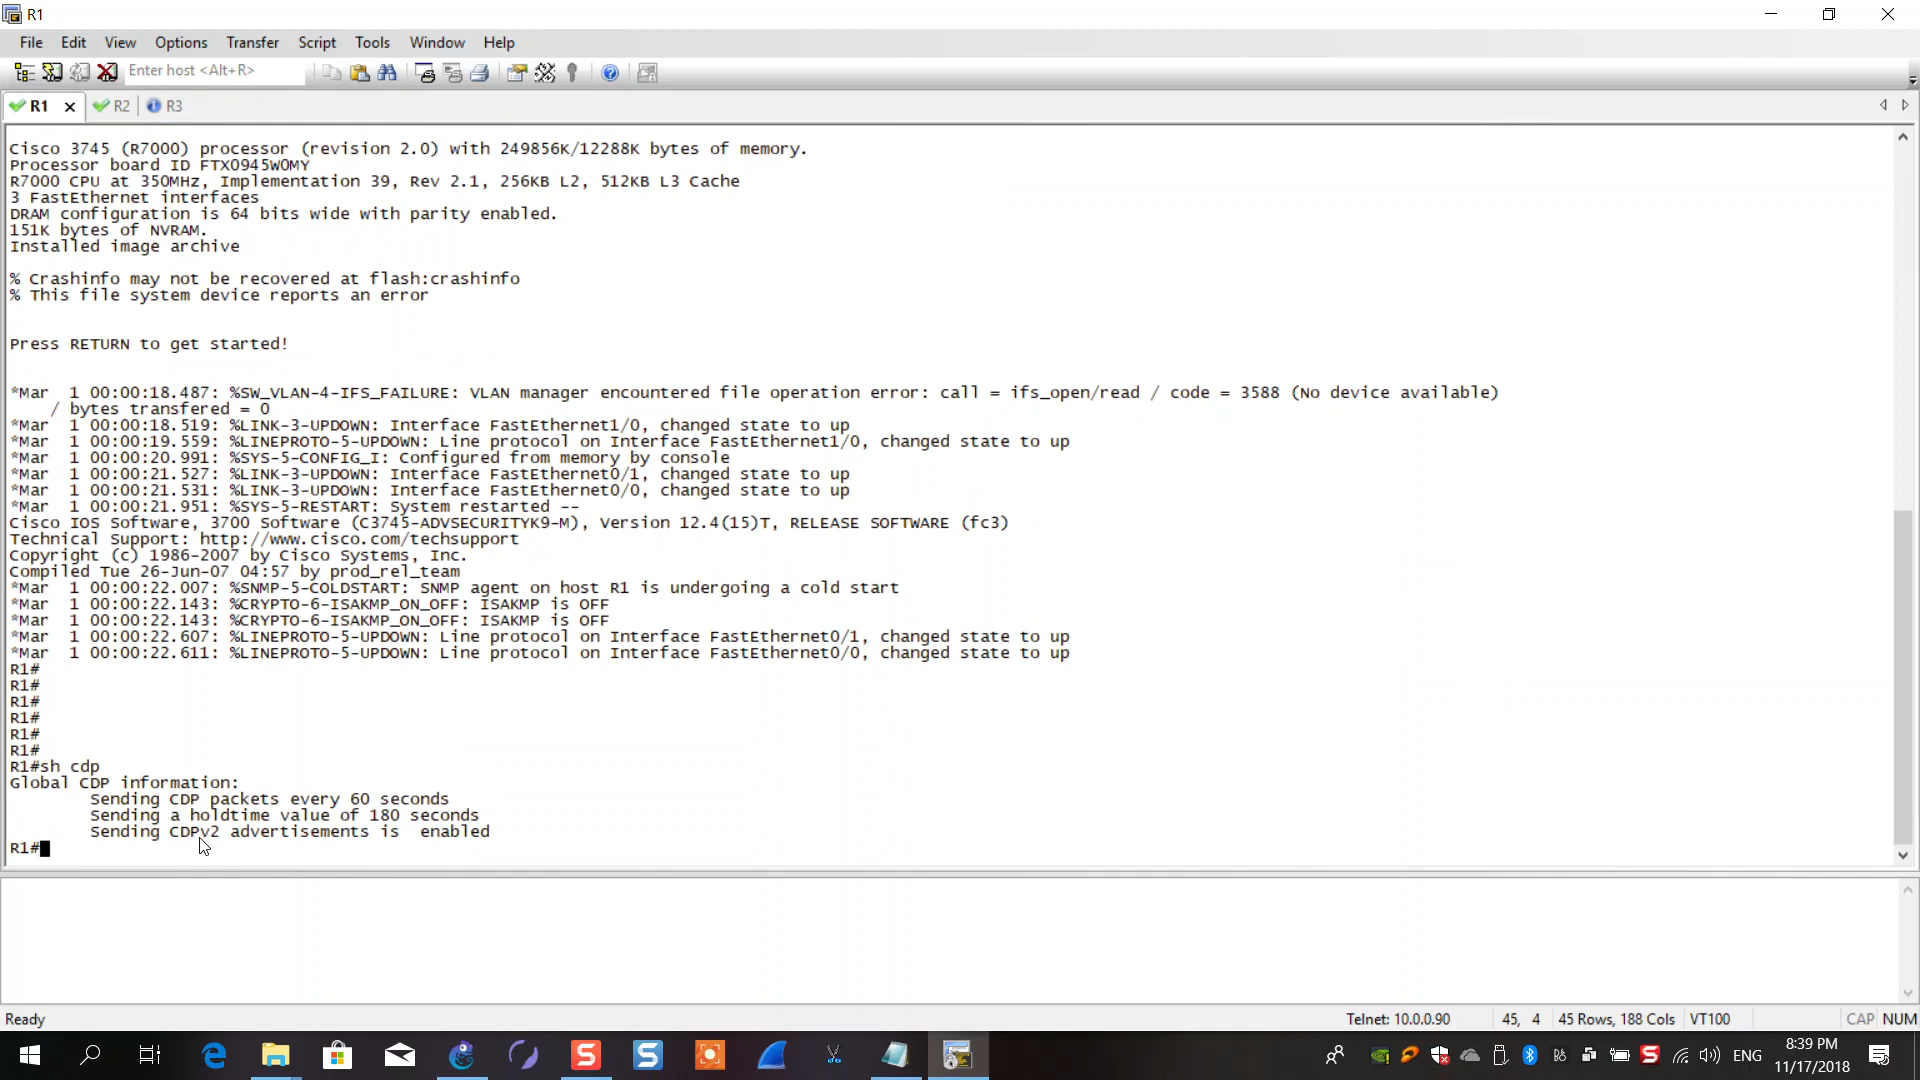 R1
File Edit View Options Transfer Script Tools Window Help
Enter host <Alt+R>
R1 R2 R3
Cisco 3745 (R7000) processor (revision 2.0) with 249856K/12288K bytes of memory.
Processor board ID FTX0945W0MY
R7000 CPU at 350MHz, Implementation 39, Rev 2.1, 256KB L2, 512KB L3 Cache
3 FastEthernet interfaces
DRAM configuration is 64 bits wide with parity enabled.
151K bytes of NVRAM.
Installed image archive
% Crashinfo may not be recovered at flash:crashinfo
% This file system device reports an error
Press RETURN to get started!
*Mar  1 00:00:18.487: %SW_VLAN-4-IFS_FAILURE: VLAN manager encountered file operation error: call = ifs_open/read / code = 3588 (No device available)
/ bytes transfered = 0
*Mar  1 00:00:18.519: %LINK-3-UPDOWN: Interface FastEthernet1/0, changed state to up
*Mar  1 00:00:19.559: %LINEPROTO-5-UPDOWN: Line protocol on Interface FastEthernet1/0, changed state to up
*Mar  1 00:00:20.991: %SYS-5-CONFIG_I: Configured from memory by console
*Mar  1 00:00:21.527: %LINK-3-UPDOWN: Interface FastEthernet0/1, changed state to up
*Mar  1 00:00:21.531: %LINK-3-UPDOWN: Interface FastEthernet0/0, changed state to up
*Mar  1 00:00:21.951: %SYS-5-RESTART: System restarted --
Cisco IOS Software, 3700 Software (C3745-ADVSECURITYK9-M), Version 12.4(15)T, RELEASE SOFTWARE (fc3)
Technical Support: http://www.cisco.com/techsupport
Copyright (c) 1986-2007 by Cisco Systems, Inc.
Compiled Tue 26-Jun-07 04:57 by prod_rel_team
*Mar  1 00:00:22.007: %SNMP-5-COLDSTART: SNMP agent on host R1 is undergoing a cold start
*Mar  1 00:00:22.143: %CRYPTO-6-ISAKMP_ON_OFF: ISAKMP is OFF
*Mar  1 00:00:22.143: %CRYPTO-6-ISAKMP_ON_OFF: ISAKMP is OFF
*Mar  1 00:00:22.607: %LINEPROTO-5-UPDOWN: Line protocol on Interface FastEthernet0/1, changed state to up
*Mar  1 00:00:22.611: %LINEPROTO-5-UPDOWN: Line protocol on Interface FastEthernet0/0, changed state to up
R1#
R1#
R1#
R1#
R1#
R1#
R1#sh cdp
Global CDP information:
Sending CDP packets every 60 seconds
Sending a holdtime value of 180 seconds
Sending CDPv2 advertisements is  enabled
R1#
Ready Telnet: 10.0.0.90 45, 4 45 Rows, 188 Cols VT100 CAP NUM
ENG 8:39 PM
11/17/2018